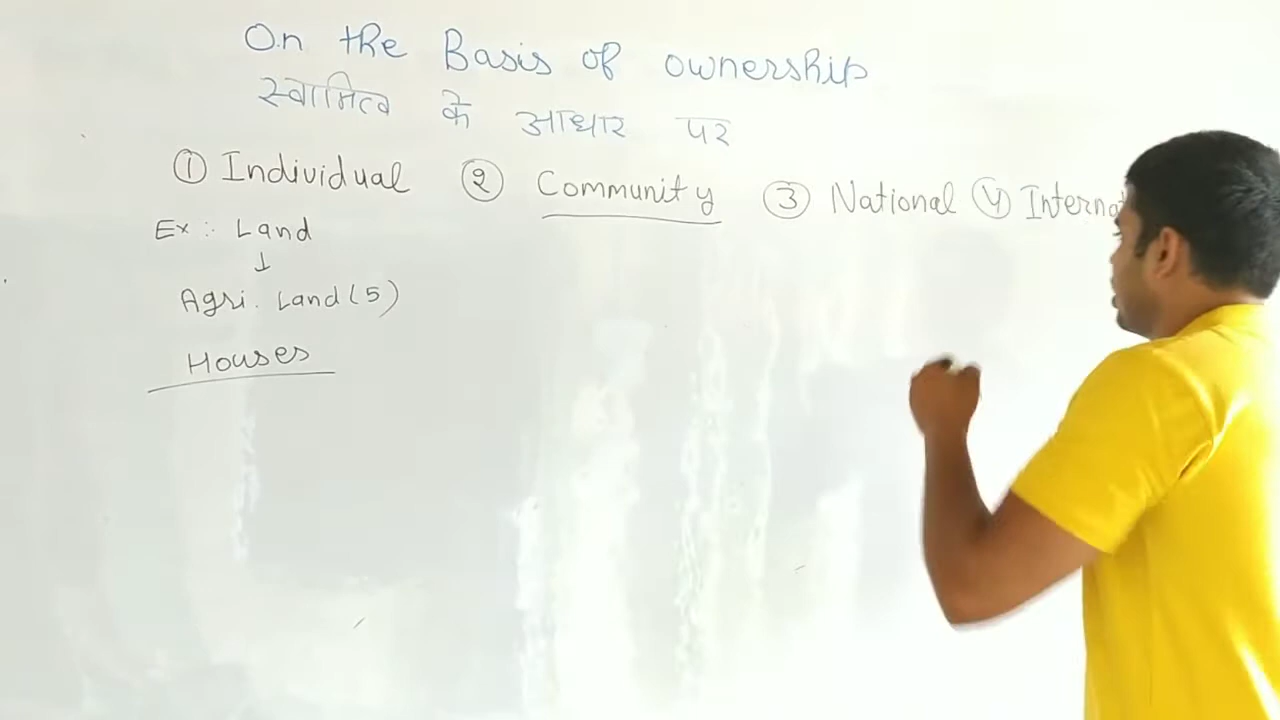 On the Basis of ownership
स्वामित्व के आधार पर
① Individual ② Community ③ National ④
Ex:- Land
↓
Agri. Land (5)
Houses